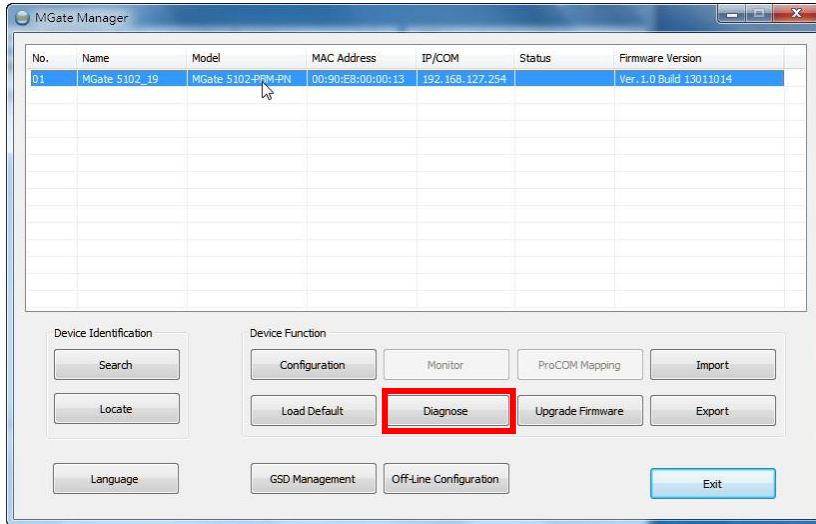 MGate Manager
No. Name Model MAC Address IP/COM Status Firmware Version
01 MGate 5102_19 MGate 5102-PBM-PN 00:90:E8:00:00:13 192.168.127.254 Ver.1.0 Build 13011014
Device Identification Device Function
Search Configuration Monitor ProCOM Mapping Import
Locate Load Default Diagnose Upgrade Firmware Export
Language GSD Management Off-Line Configuration Exit